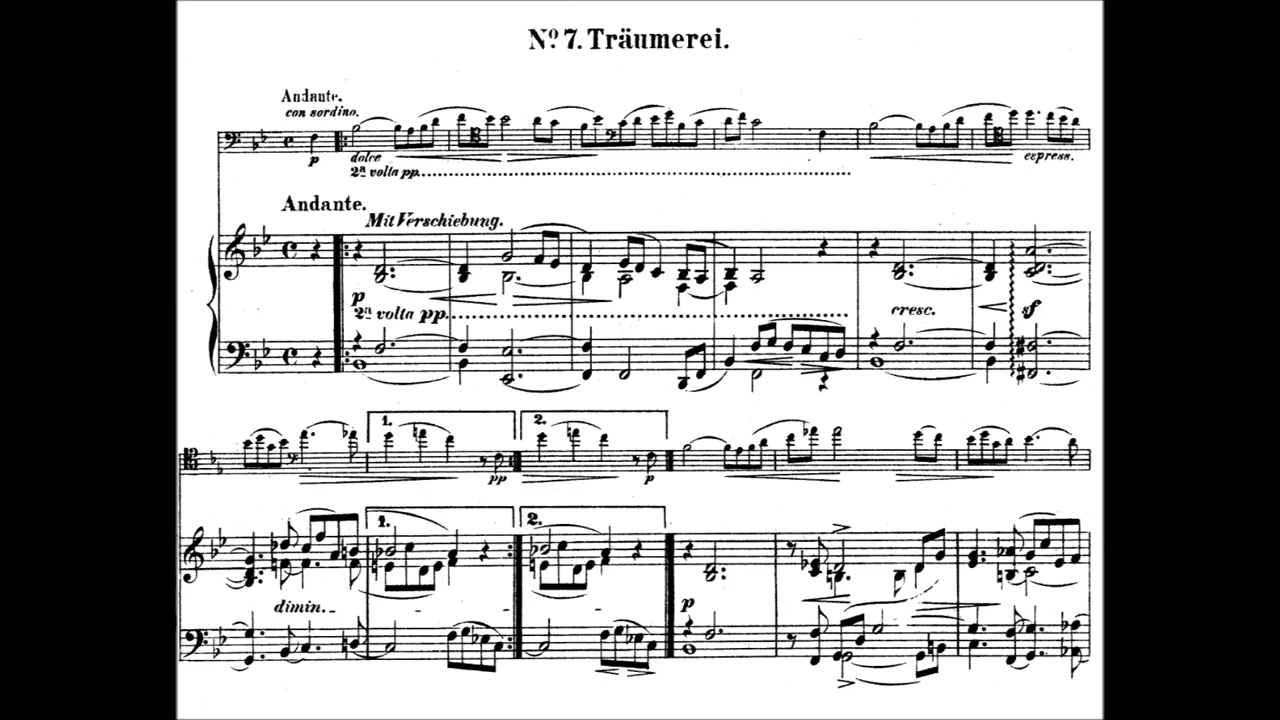 Nº 7. Träumerei.
Andante.
con sordino.
p
dolce
espress.
2ª volta pp.
Andante.
Mit Verschiebung.
p
cresc.
sf
2ª volta pp.
1.
2.
pp
p
1.
2.
dimin.
p